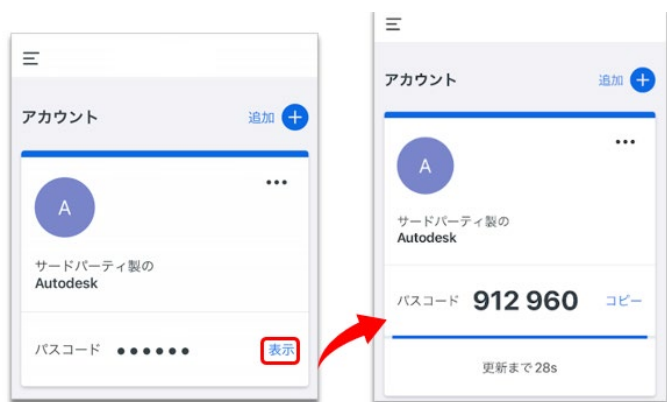 アカウント
追加
A
サードパーティ製の
Autodesk
パスコード ●●●●●● 表示
アカウント
追加
A
サードパーティ製の
Autodesk
パスコード 912 960 コピー
更新まで 28s